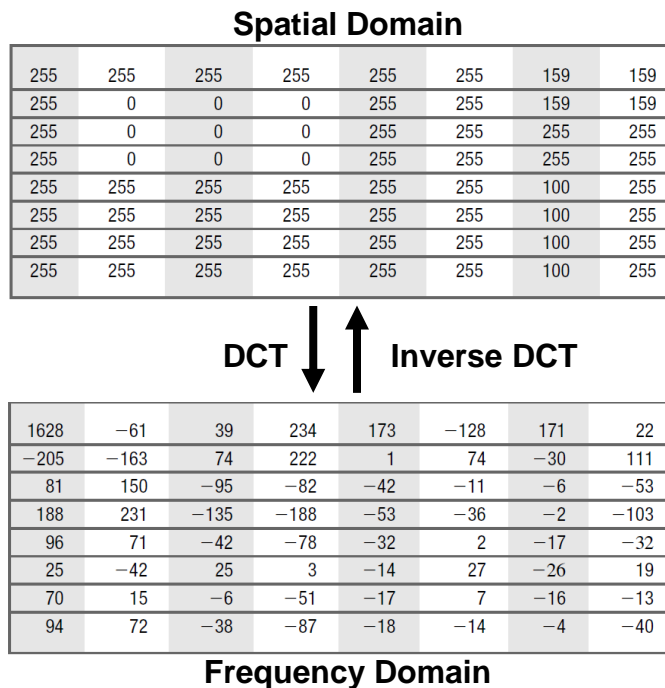 Spatial Domain
255 255 255 255 255 255 159 159
255 0 0 0 255 255 159 159
255 0 0 0 255 255 255 255
255 0 0 0 255 255 255 255
255 255 255 255 255 255 100 255
255 255 255 255 255 255 100 255
255 255 255 255 255 255 100 255
255 255 255 255 255 255 100 255
DCT Inverse DCT
1628 −61 39 234 173 −128 171 22
−205 −163 74 222 1 74 −30 111
81 150 −95 −82 −42 −11 −6 −53
188 231 −135 −188 −53 −36 −2 −103
96 71 −42 −78 −32 2 −17 −32
25 −42 25 3 −14 27 −26 19
70 15 −6 −51 −17 7 −16 −13
94 72 −38 −87 −18 −14 −4 −40
Frequency Domain